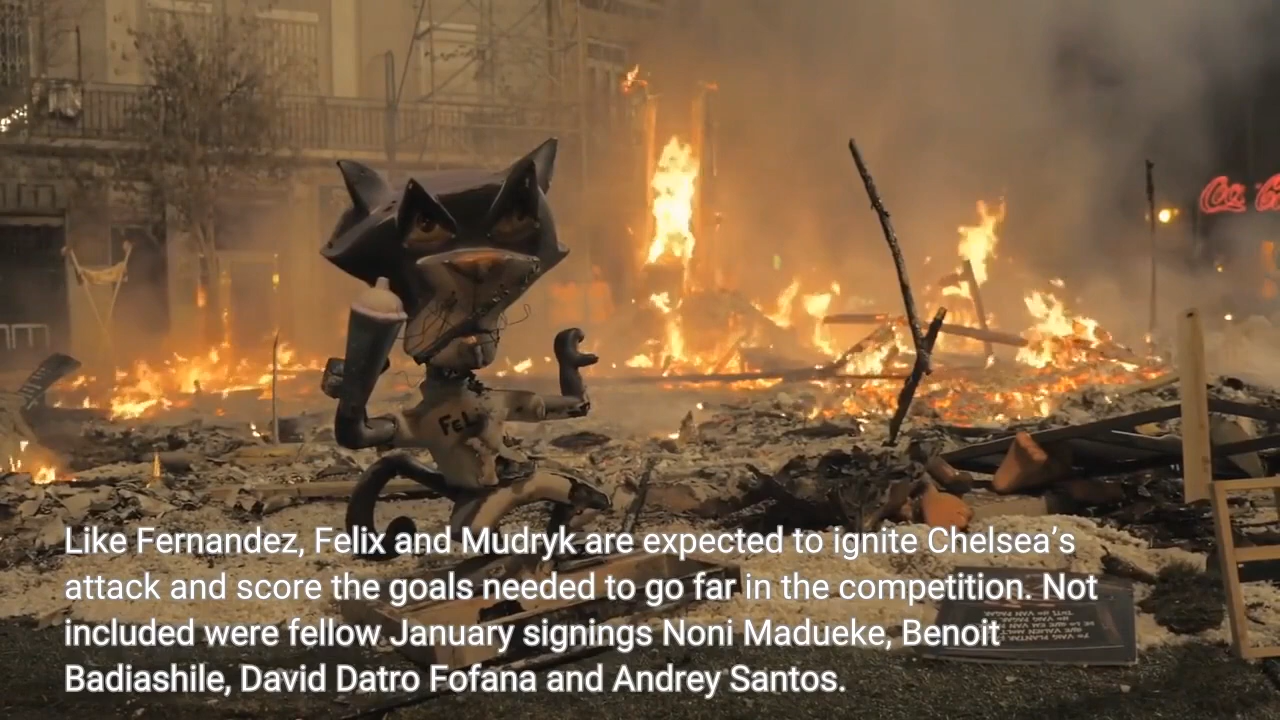 Coca
FeL
Like Fernandez, Felix and Mudryk are expected to ignite Chelsea’s
attack and score the goals needed to go far in the competition. Not
included were fellow January signings Noni Madueke, Benoit
Badiashile, David Datro Fofana and Andrey Santos.